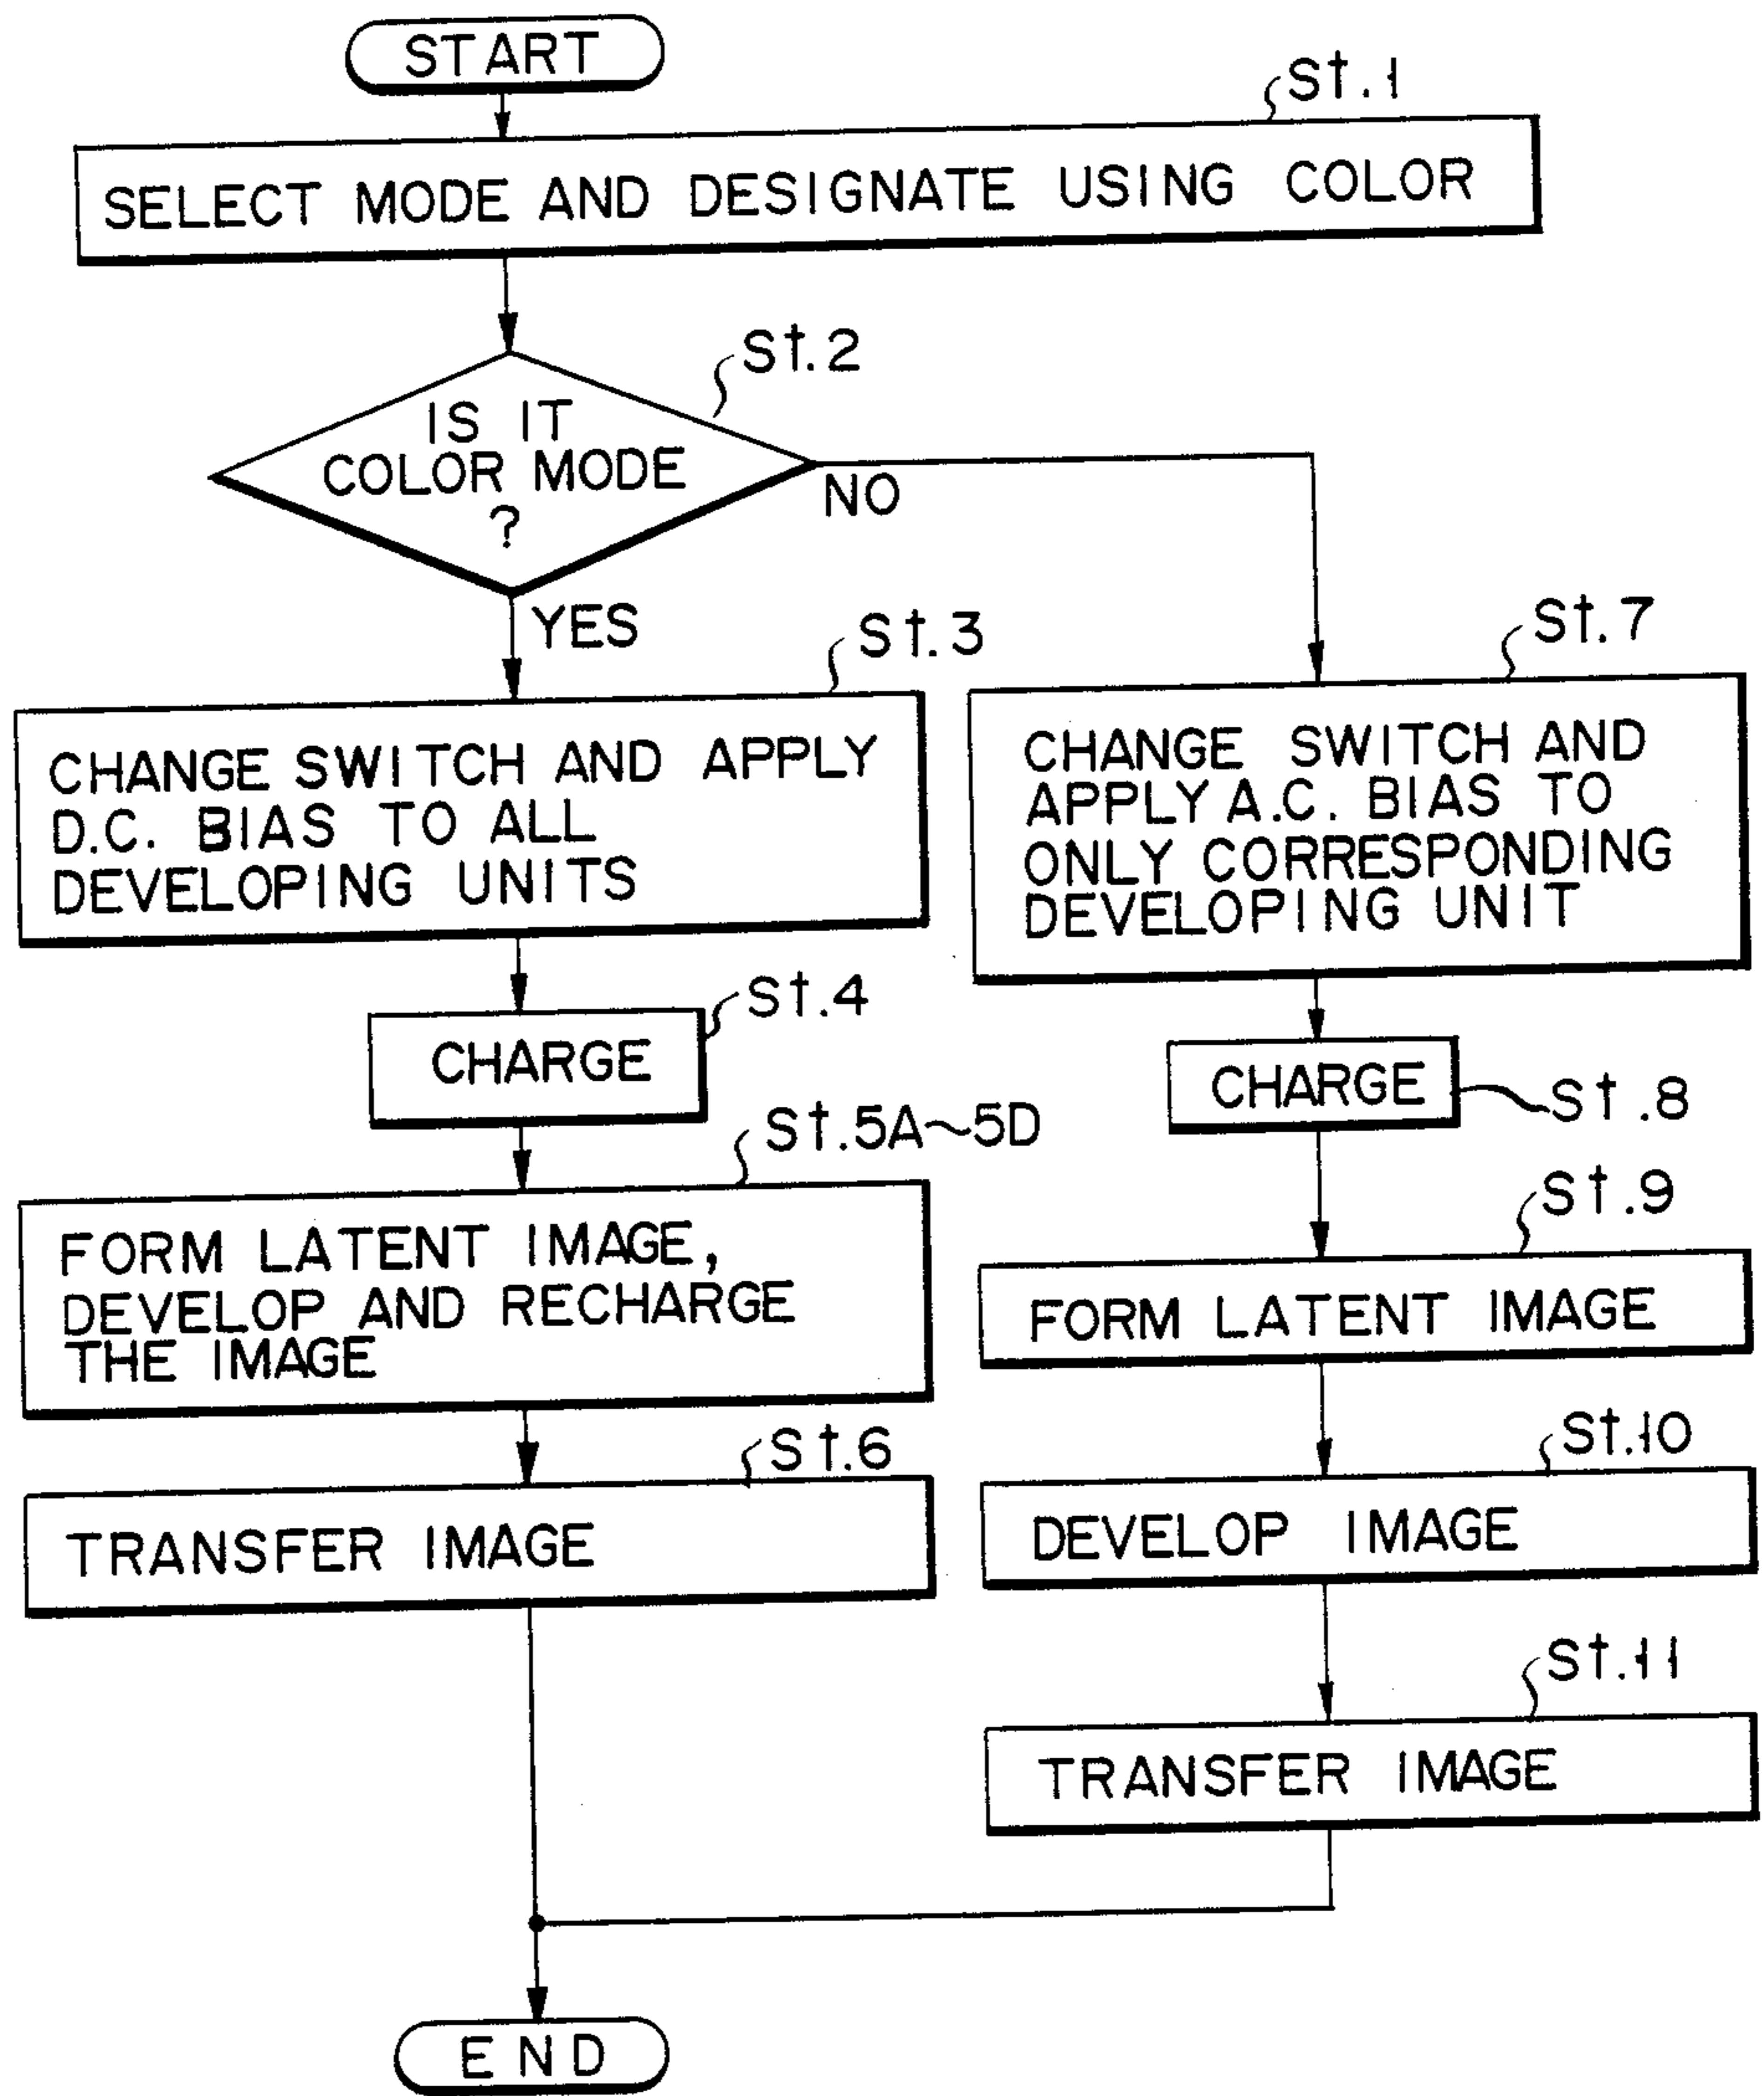 START
St.1
SELECT MODE AND DESIGNATE USING COLOR
St.2
IS IT
COLOR MODE
?
NO
YES
St.3
CHANGE SWITCH AND APPLY
D.C. BIAS TO ALL
DEVELOPING UNITS
St.4
CHARGE
St.5A~5D
FORM LATENT IMAGE,
DEVELOP AND RECHARGE
THE IMAGE
St.6
TRANSFER IMAGE
St.7
CHANGE SWITCH AND
APPLY A.C. BIAS TO
ONLY CORRESPONDING
DEVELOPING UNIT
CHARGE
St.8
St.9
FORM LATENT IMAGE
St.10
DEVELOP IMAGE
St.11
TRANSFER IMAGE
END